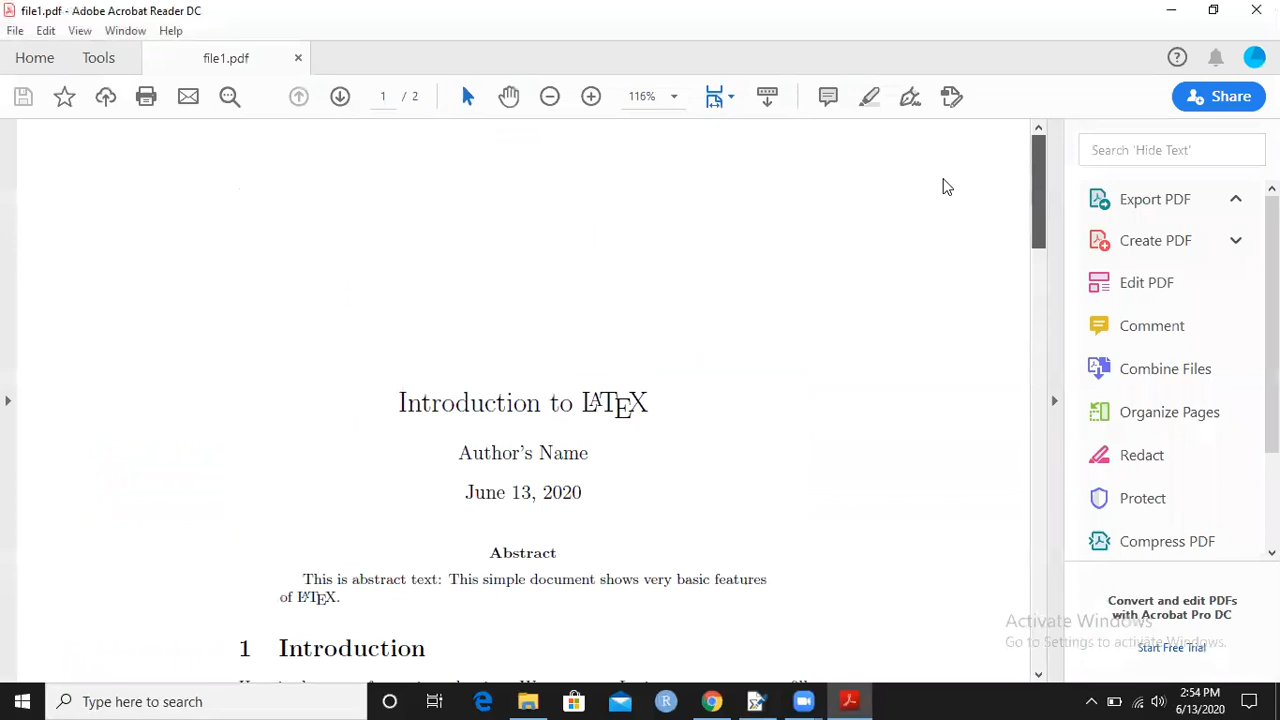 file1.pdf - Adobe Acrobat Reader DC
File Edit View Window Help
Home Tools file1.pdf
1 / 2 116% Share
Search 'Hide Text'
Export PDF
Create PDF
Edit PDF
Comment
Combine Files
Organize Pages
Redact
Protect
Compress PDF
Convert and edit PDFs
with Acrobat Pro DC
Start Free Trial
Introduction to LATEX
Author's Name
June 13, 2020
Abstract
This is abstract text: This simple document shows very basic features
of LATEX.
1 Introduction
Activate Windows
Go to Settings to activate Windows.
Type here to search
2:54 PM
6/13/2020